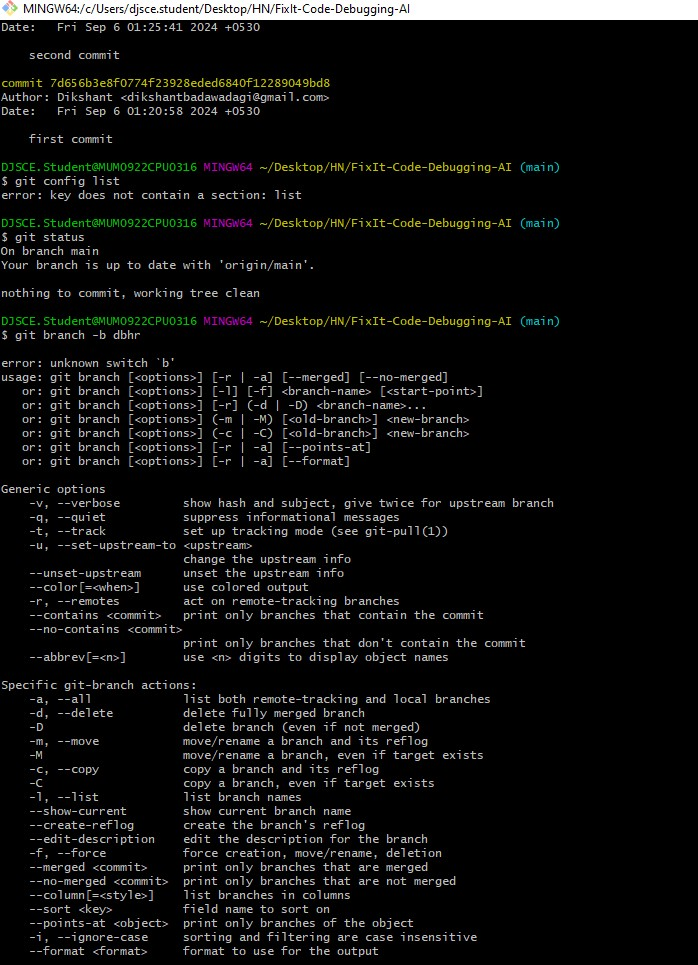 MINGW64:/c/Users/djsce.student/Desktop/HN/FixIt-Code-Debugging-AI
Date:   Fri Sep 6 01:25:41 2024 +0530
    second commit
commit 7d656b3e8f0774f23928eded6840f12289049bd8
Author: Dikshant <dikshantbadawadagi@gmail.com>
Date:   Fri Sep 6 01:20:58 2024 +0530
    first commit
DJSCE.Student@MUM0922CPU0316 MINGW64 ~/Desktop/HN/FixIt-Code-Debugging-AI (main)
$ git config list
error: key does not contain a section: list
DJSCE.Student@MUM0922CPU0316 MINGW64 ~/Desktop/HN/FixIt-Code-Debugging-AI (main)
$ git status
On branch main
Your branch is up to date with 'origin/main'.
nothing to commit, working tree clean
DJSCE.Student@MUM0922CPU0316 MINGW64 ~/Desktop/HN/FixIt-Code-Debugging-AI (main)
$ git branch -b dbhr
error: unknown switch `b'
usage: git branch [<options>] [-r | -a] [--merged] [--no-merged]
   or: git branch [<options>] [-l] [-f] <branch-name> [<start-point>]
   or: git branch [<options>] [-r] (-d | -D) <branch-name>...
   or: git branch [<options>] (-m | -M) [<old-branch>] <new-branch>
   or: git branch [<options>] (-c | -C) [<old-branch>] <new-branch>
   or: git branch [<options>] [-r | -a] [--points-at]
   or: git branch [<options>] [-r | -a] [--format]
Generic options
    -v, --verbose         show hash and subject, give twice for upstream branch
    -q, --quiet           suppress informational messages
    -t, --track           set up tracking mode (see git-pull(1))
    -u, --set-upstream-to <upstream>
                          change the upstream info
    --unset-upstream      unset the upstream info
    --color[=<when>]      use colored output
    -r, --remotes         act on remote-tracking branches
    --contains <commit>   print only branches that contain the commit
    --no-contains <commit>
                          print only branches that don't contain the commit
    --abbrev[=<n>]        use <n> digits to display object names
Specific git-branch actions:
    -a, --all             list both remote-tracking and local branches
    -d, --delete          delete fully merged branch
    -D                    delete branch (even if not merged)
    -m, --move            move/rename a branch and its reflog
    -M                    move/rename a branch, even if target exists
    -c, --copy            copy a branch and its reflog
    -C                    copy a branch, even if target exists
    -l, --list            list branch names
    --show-current        show current branch name
    --create-reflog       create the branch's reflog
    --edit-description    edit the description for the branch
    -f, --force           force creation, move/rename, deletion
    --merged <commit>     print only branches that are merged
    --no-merged <commit>  print only branches that are not merged
    --column[=<style>]    list branches in columns
    --sort <key>          field name to sort on
    --points-at <object>  print only branches of the object
    -i, --ignore-case     sorting and filtering are case insensitive
    --format <format>     format to use for the output